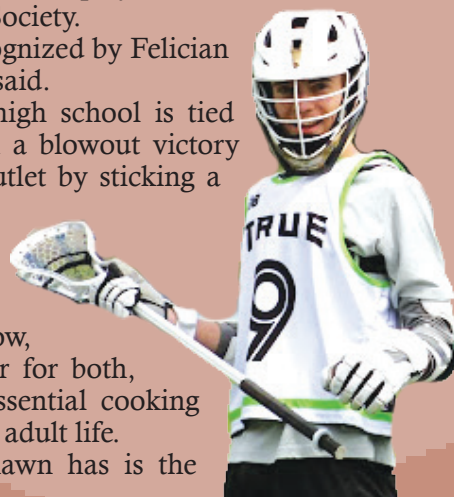 ociety.
ognized by Felician
said.
high school is tied
a blowout victory
utlet by sticking a
TRUE
9
ow,
r for both,
ssential cooking
adult life.
awn has is the